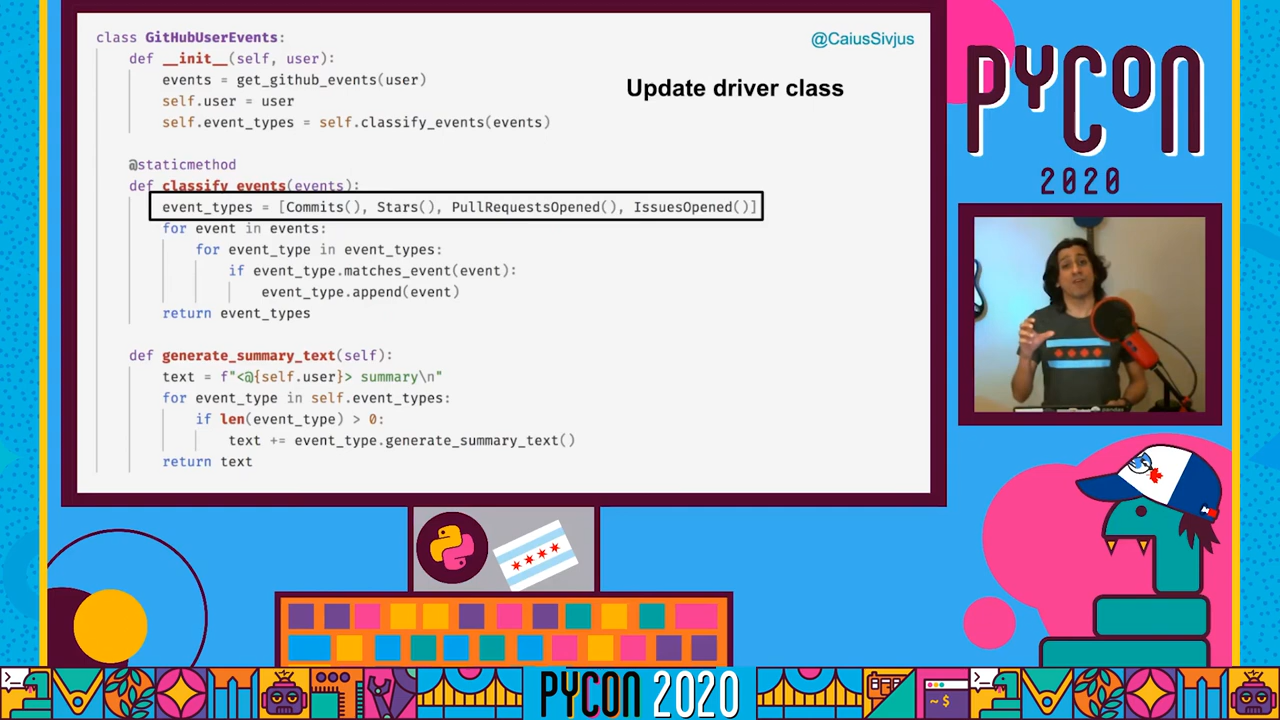 class GitHubUserEvents:
def __init__(self, user):
events = get_github_events(user)
self.user = user
self.event_types = self.classify_events(events)
@staticmethod
def classify_events(events):
event_types = [Commits(), Stars(), PullRequestsOpened(), IssuesOpened()]
for event in events:
for event_type in event_types:
if event_type.matches_event(event):
event_type.append(event)
return event_types
def generate_summary_text(self):
text = f"<@{self.user}> summary\n"
for event_type in self.event_types:
if len(event_type) > 0:
text += event_type.generate_summary_text()
return text
@CaiusSivjus
Update driver class
PYCON
2020
PYCON 2020
>_
~$
>_